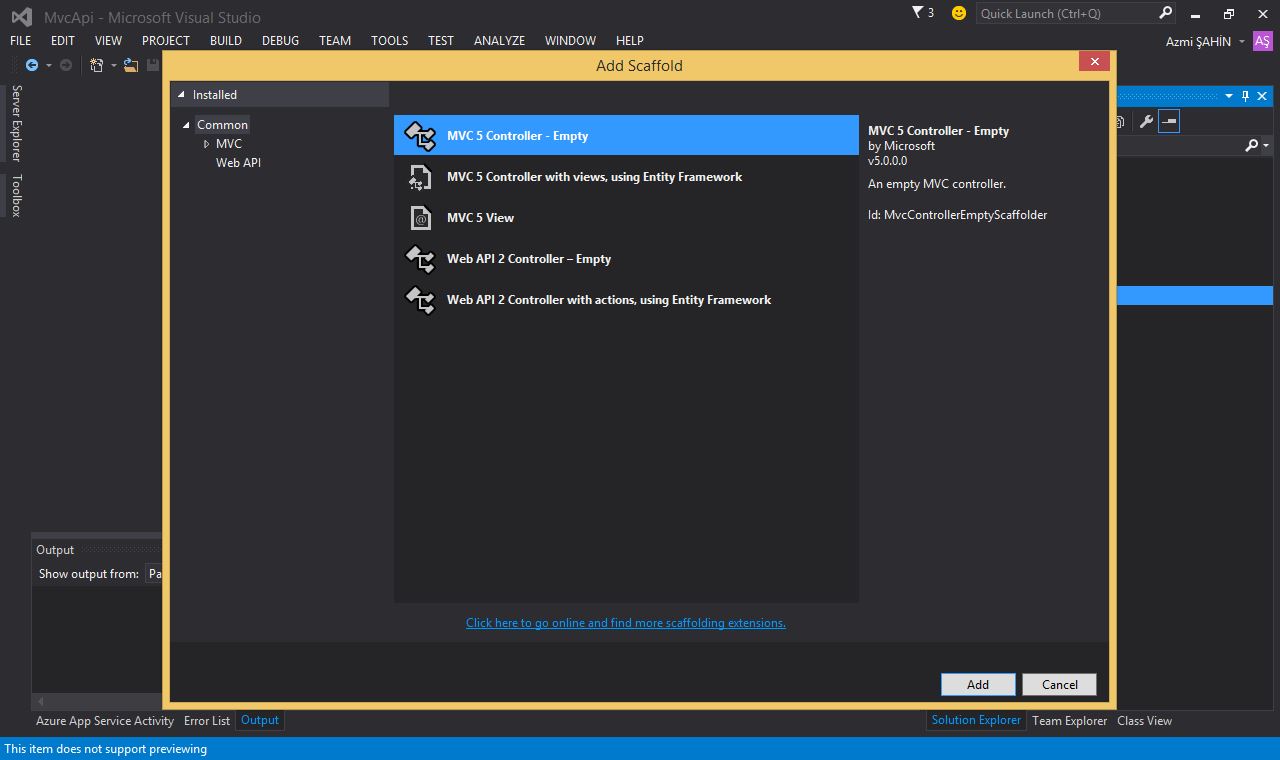 MvcApi - Microsoft Visual Studio
3
Quick Launch (Ctrl+Q)
FILE EDIT VIEW PROJECT BUILD DEBUG TEAM TOOLS TEST ANALYZE WINDOW HELP
Azmi ŞAHİN
AŞ
Server Explorer
Toolbox
Add Scaffold
Installed
Common
MVC
Web API
MVC 5 Controller - Empty
MVC 5 Controller with views, using Entity Framework
MVC 5 View
Web API 2 Controller – Empty
Web API 2 Controller with actions, using Entity Framework
MVC 5 Controller - Empty
by Microsoft
v5.0.0.0
An empty MVC controller.
Id: MvcControllerEmptyScaffolder
Click here to go online and find more scaffolding extensions.
Add
Cancel
Output
Show output from: Pa
Azure App Service Activity Error List Output
Solution Explorer Team Explorer Class View
This item does not support previewing